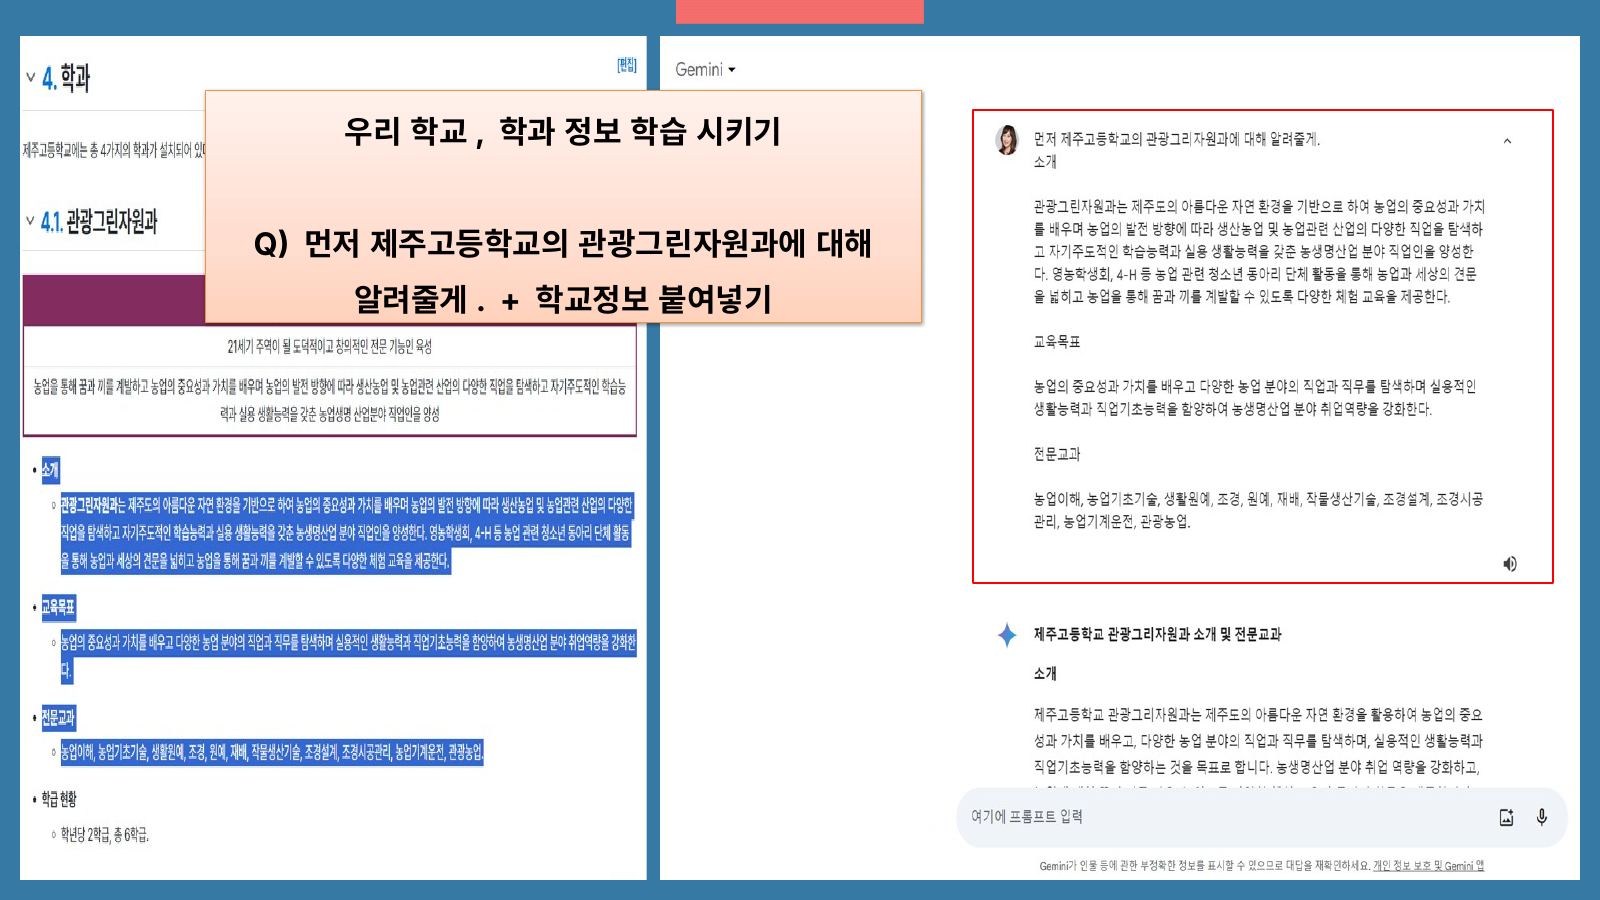 4. 학과
[편집]
제주고등학교에는 총 4가지의 학과가 설치되어 있
4.1. 관광그린자원과
우리 학교 , 학과 정보 학습 시키기
Q) 먼저 제주고등학교의 관광그린자원과에 대해
알려줄게 . + 학교정보 붙여넣기
21세기 주역이 될 도덕적이고 창의적인 전문 기능인 육성
농업을 통해 꿈과 끼를 계발하고 농업의 중요성과 가치를 배우며 농업의 발전 방향에 따라 생산농업 및 농업관련 산업의 다양한 직업을 탐색하고 자기주도적인 학습능
력과 실용 생활능력을 갖춘 농업생명 산업분야 직업인을 양성
소개
관광그린자원과는 제주도의 아름다운 자연 환경을 기반으로 하여 농업의 중요성과 가치를 배우며 농업의 발전 방향에 따라 생산농업 및 농업관련 산업의 다양한
직업을 탐색하고 자기주도적인 학습능력과 실용 생활능력을 갖춘 농생명산업 분야 직업인을 양성한다. 영농학생회, 4-H 등 농업 관련 청소년 동아리 단체 활동
을 통해 농업과 세상의 견문을 넓히고 농업을 통해 꿈과 끼를 계발할 수 있도록 다양한 체험 교육을 제공한다.
교육목표
농업의 중요성과 가치를 배우고 다양한 농업 분야의 직업과 직무를 탐색하며 실용적인 생활능력과 직업기초능력을 함양하여 농생명산업 분야 취업역량을 강화한
다.
전문교과
농업이해, 농업기초기술, 생활원예, 조경, 원예, 재배, 작물생산기술, 조경설계, 조경시공관리, 농업기계운전, 관광농업.
학급 현황
학년당 2학급, 총 6학급.
Gemini
먼저 제주고등학교의 관광그리자원과에 대해 알려줄게.
소개
관광그린자원과는 제주도의 아름다운 자연 환경을 기반으로 하여 농업의 중요성과 가치
를 배우며 농업의 발전 방향에 따라 생산농업 및 농업관련 산업의 다양한 직업을 탐색하
고 자기주도적인 학습능력과 실용 생활능력을 갖춘 농생명산업 분야 직업인을 양성한
다. 영농학생회, 4-H 등 농업 관련 청소년 동아리 단체 활동을 통해 농업과 세상의 견문
을 넓히고 농업을 통해 꿈과 끼를 계발할 수 있도록 다양한 체험 교육을 제공한다.
교육목표
농업의 중요성과 가치를 배우고 다양한 농업 분야의 직업과 직무를 탐색하며 실용적인
생활능력과 직업기초능력을 함양하여 농생명산업 분야 취업역량을 강화한다.
전문교과
농업이해, 농업기초기술, 생활원예, 조경, 원예, 재배, 작물생산기술, 조경설계, 조경시공
관리, 농업기계운전, 관광농업.
제주고등학교 관광그리자원과 소개 및 전문교과
소개
제주고등학교 관광그리자원과는 제주도의 아름다운 자연 환경을 활용하여 농업의 중요
성과 가치를 배우고, 다양한 농업 분야의 직업과 직무를 탐색하며, 실용적인 생활능력과
직업기초능력을 함양하는 것을 목표로 합니다. 농생명산업 분야 취업 역량을 강화하고,
여기에 프롬프트 입력
Gemini가 인물 등에 관한 부정확한 정보를 표시할 수 있으므로 대답을 재확인하세요. 개인 정보 보호 및 Gemini 앱